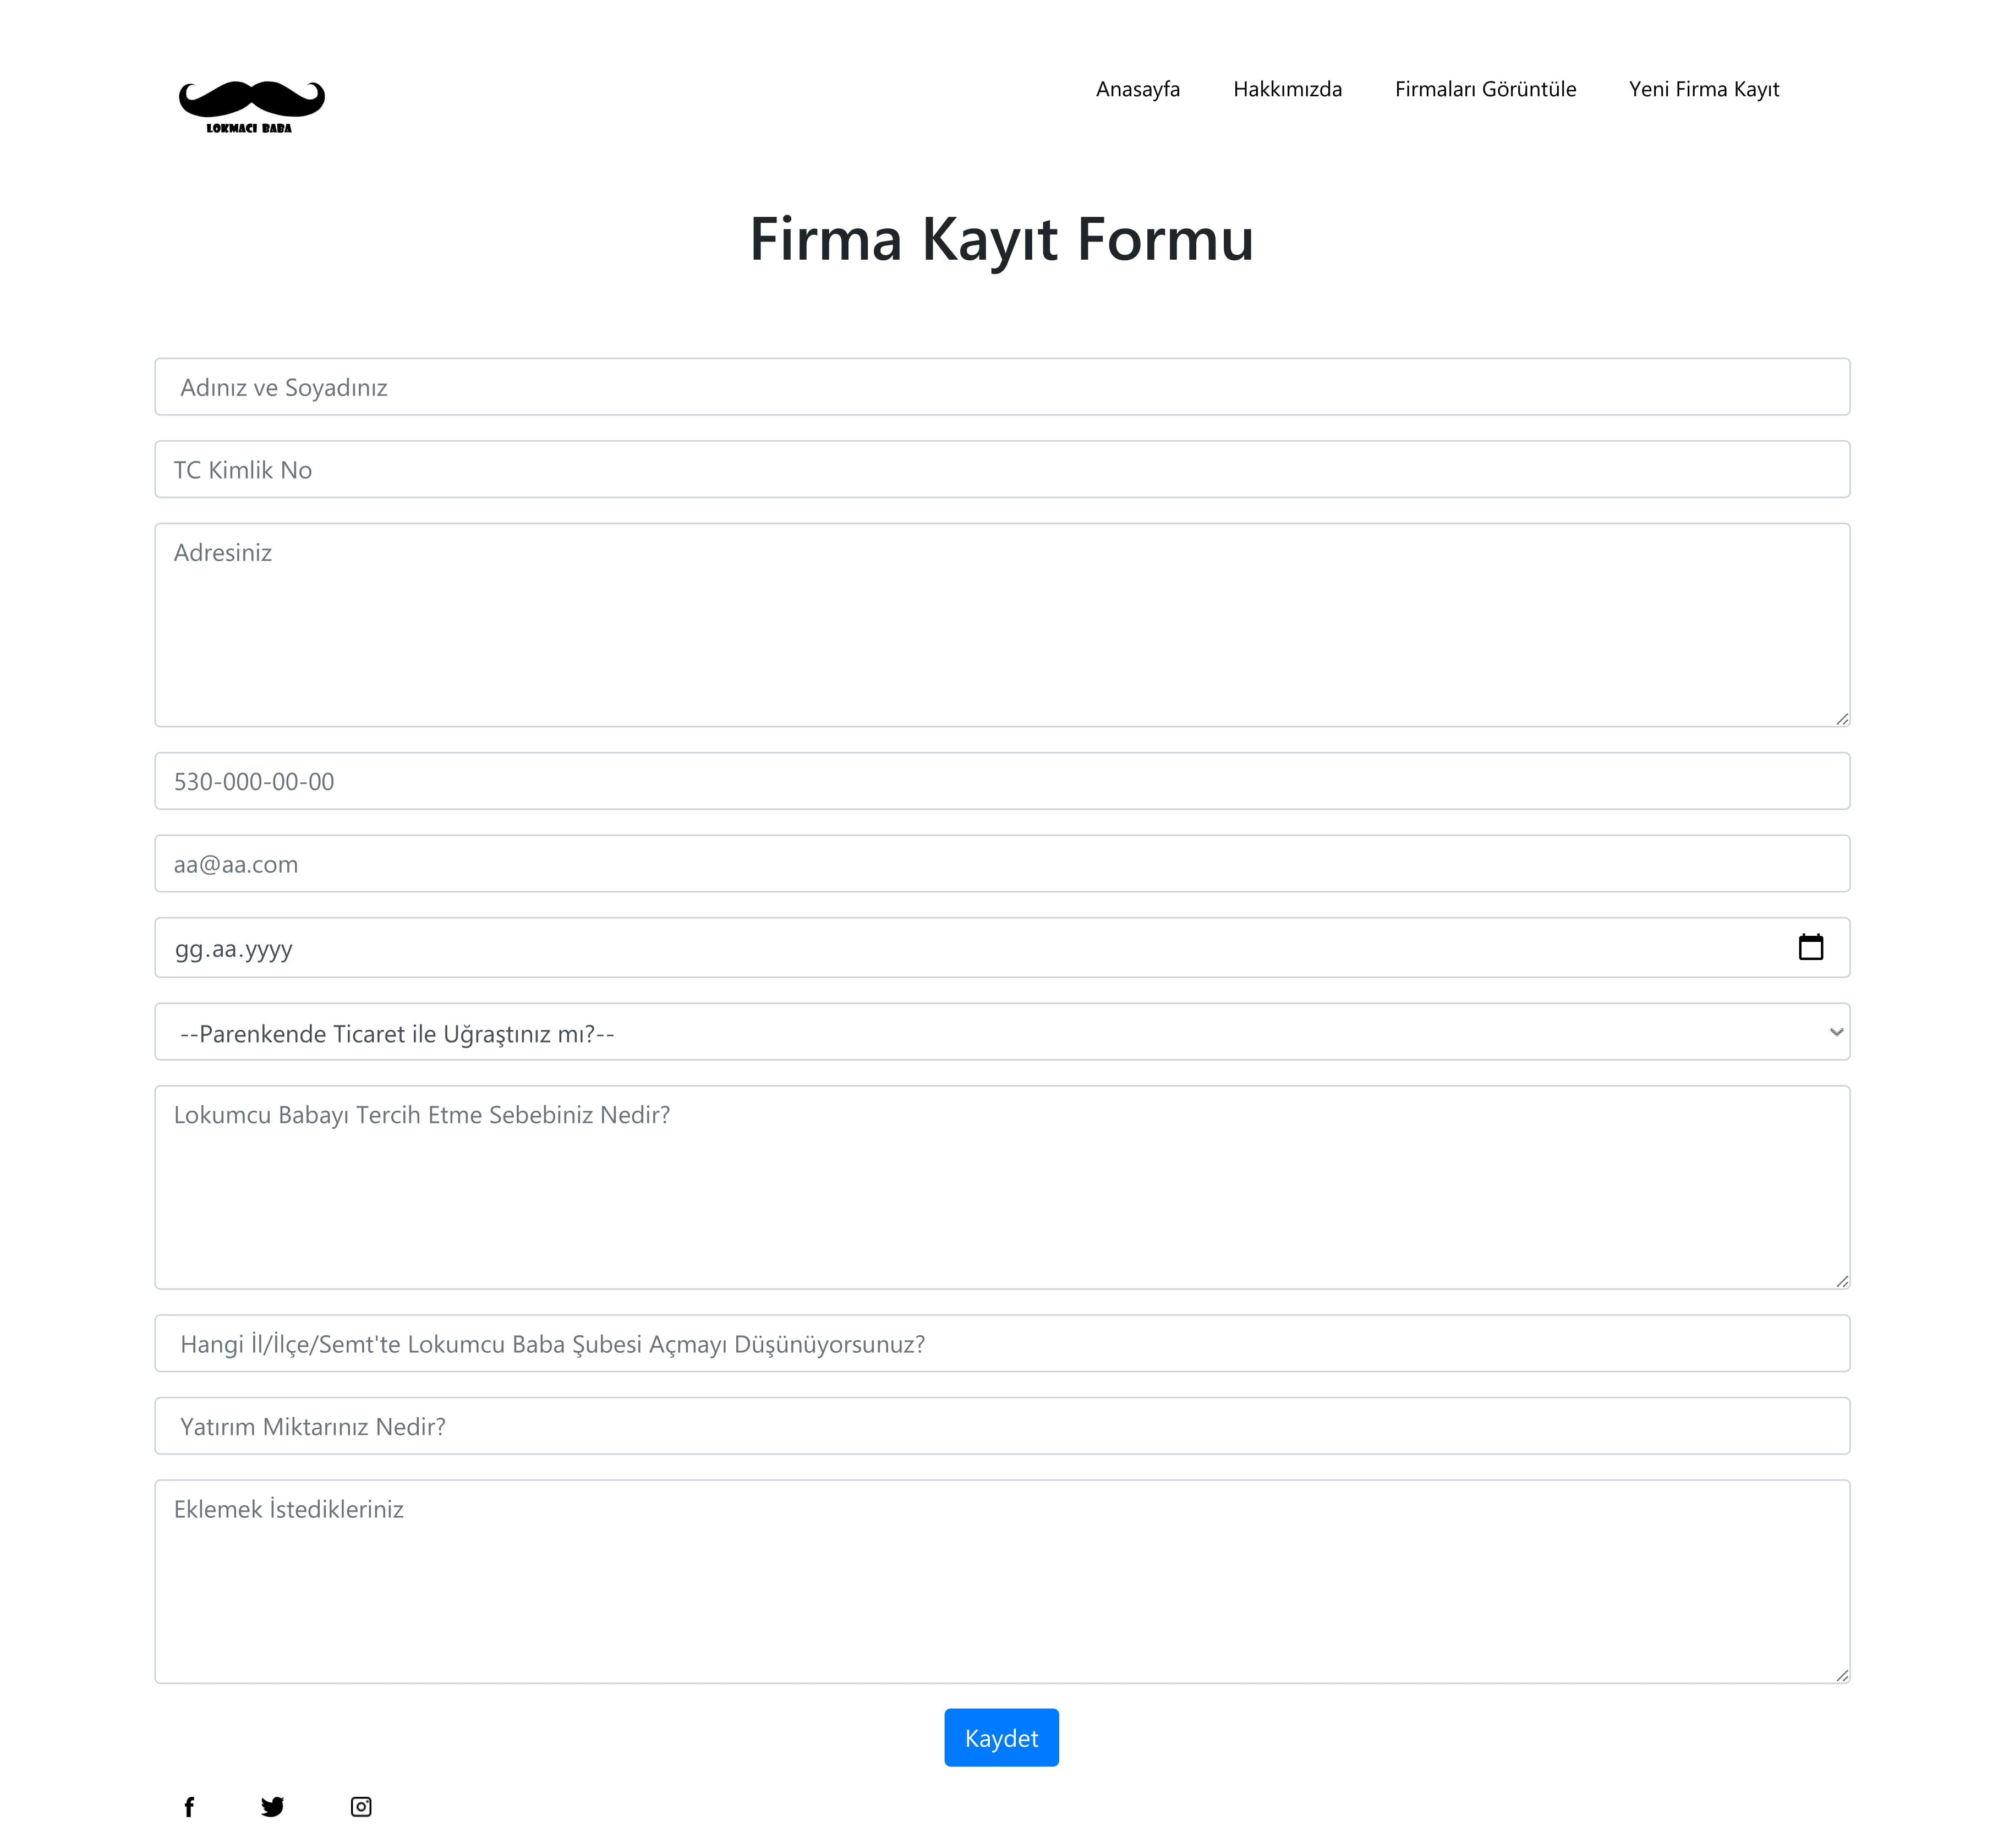 LOKMACI BABA
Anasayfa Hakkımızda Firmaları Görüntüle Yeni Firma Kayıt
Firma Kayıt Formu
Adınız ve Soyadınız
TC Kimlik No
Adresiniz
530-000-00-00
aa@aa.com
gg.aa.yyyy
--Parenkende Ticaret ile Uğraştınız mı?--
Lokumcu Babayı Tercih Etme Sebebiniz Nedir?
Hangi İl/İlçe/Semt'te Lokumcu Baba Şubesi Açmayı Düşünüyorsunuz?
Yatırım Miktarınız Nedir?
Eklemek İstedikleriniz
Kaydet